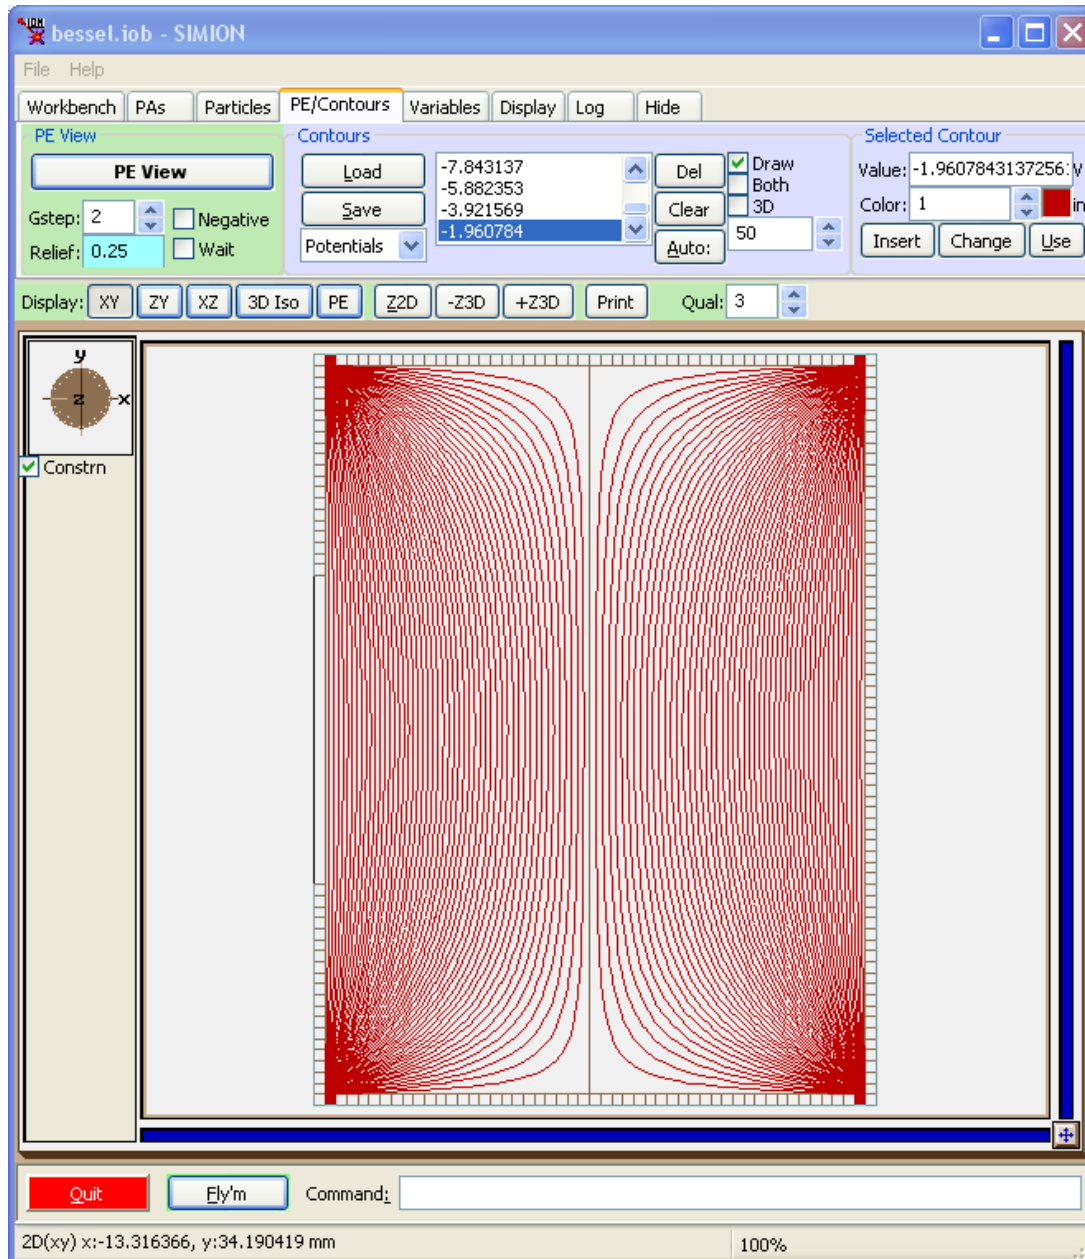 bessel.iob - SIMION
File Help
Workbench PAs Particles PE/Contours Variables Display Log Hide
PE View
PE View
Gstep: 2 Negative
Relief: 0.25 Wait
Contours
Load
Save
Potentials
-7.843137
-5.882353
-3.921569
-1.960784
Del
Clear
Auto:
Draw
Both
3D
50
Selected Contour
Value: -1.9607843137256: V
Color: 1 in
Insert Change Use
Display: XY ZY XZ 3D Iso PE Z2D -Z3D +Z3D Print Qual: 3
y
z x
Constrn
Quit Fly'm Command:
2D(xy) x:-13.316366, y:34.190419 mm 100%